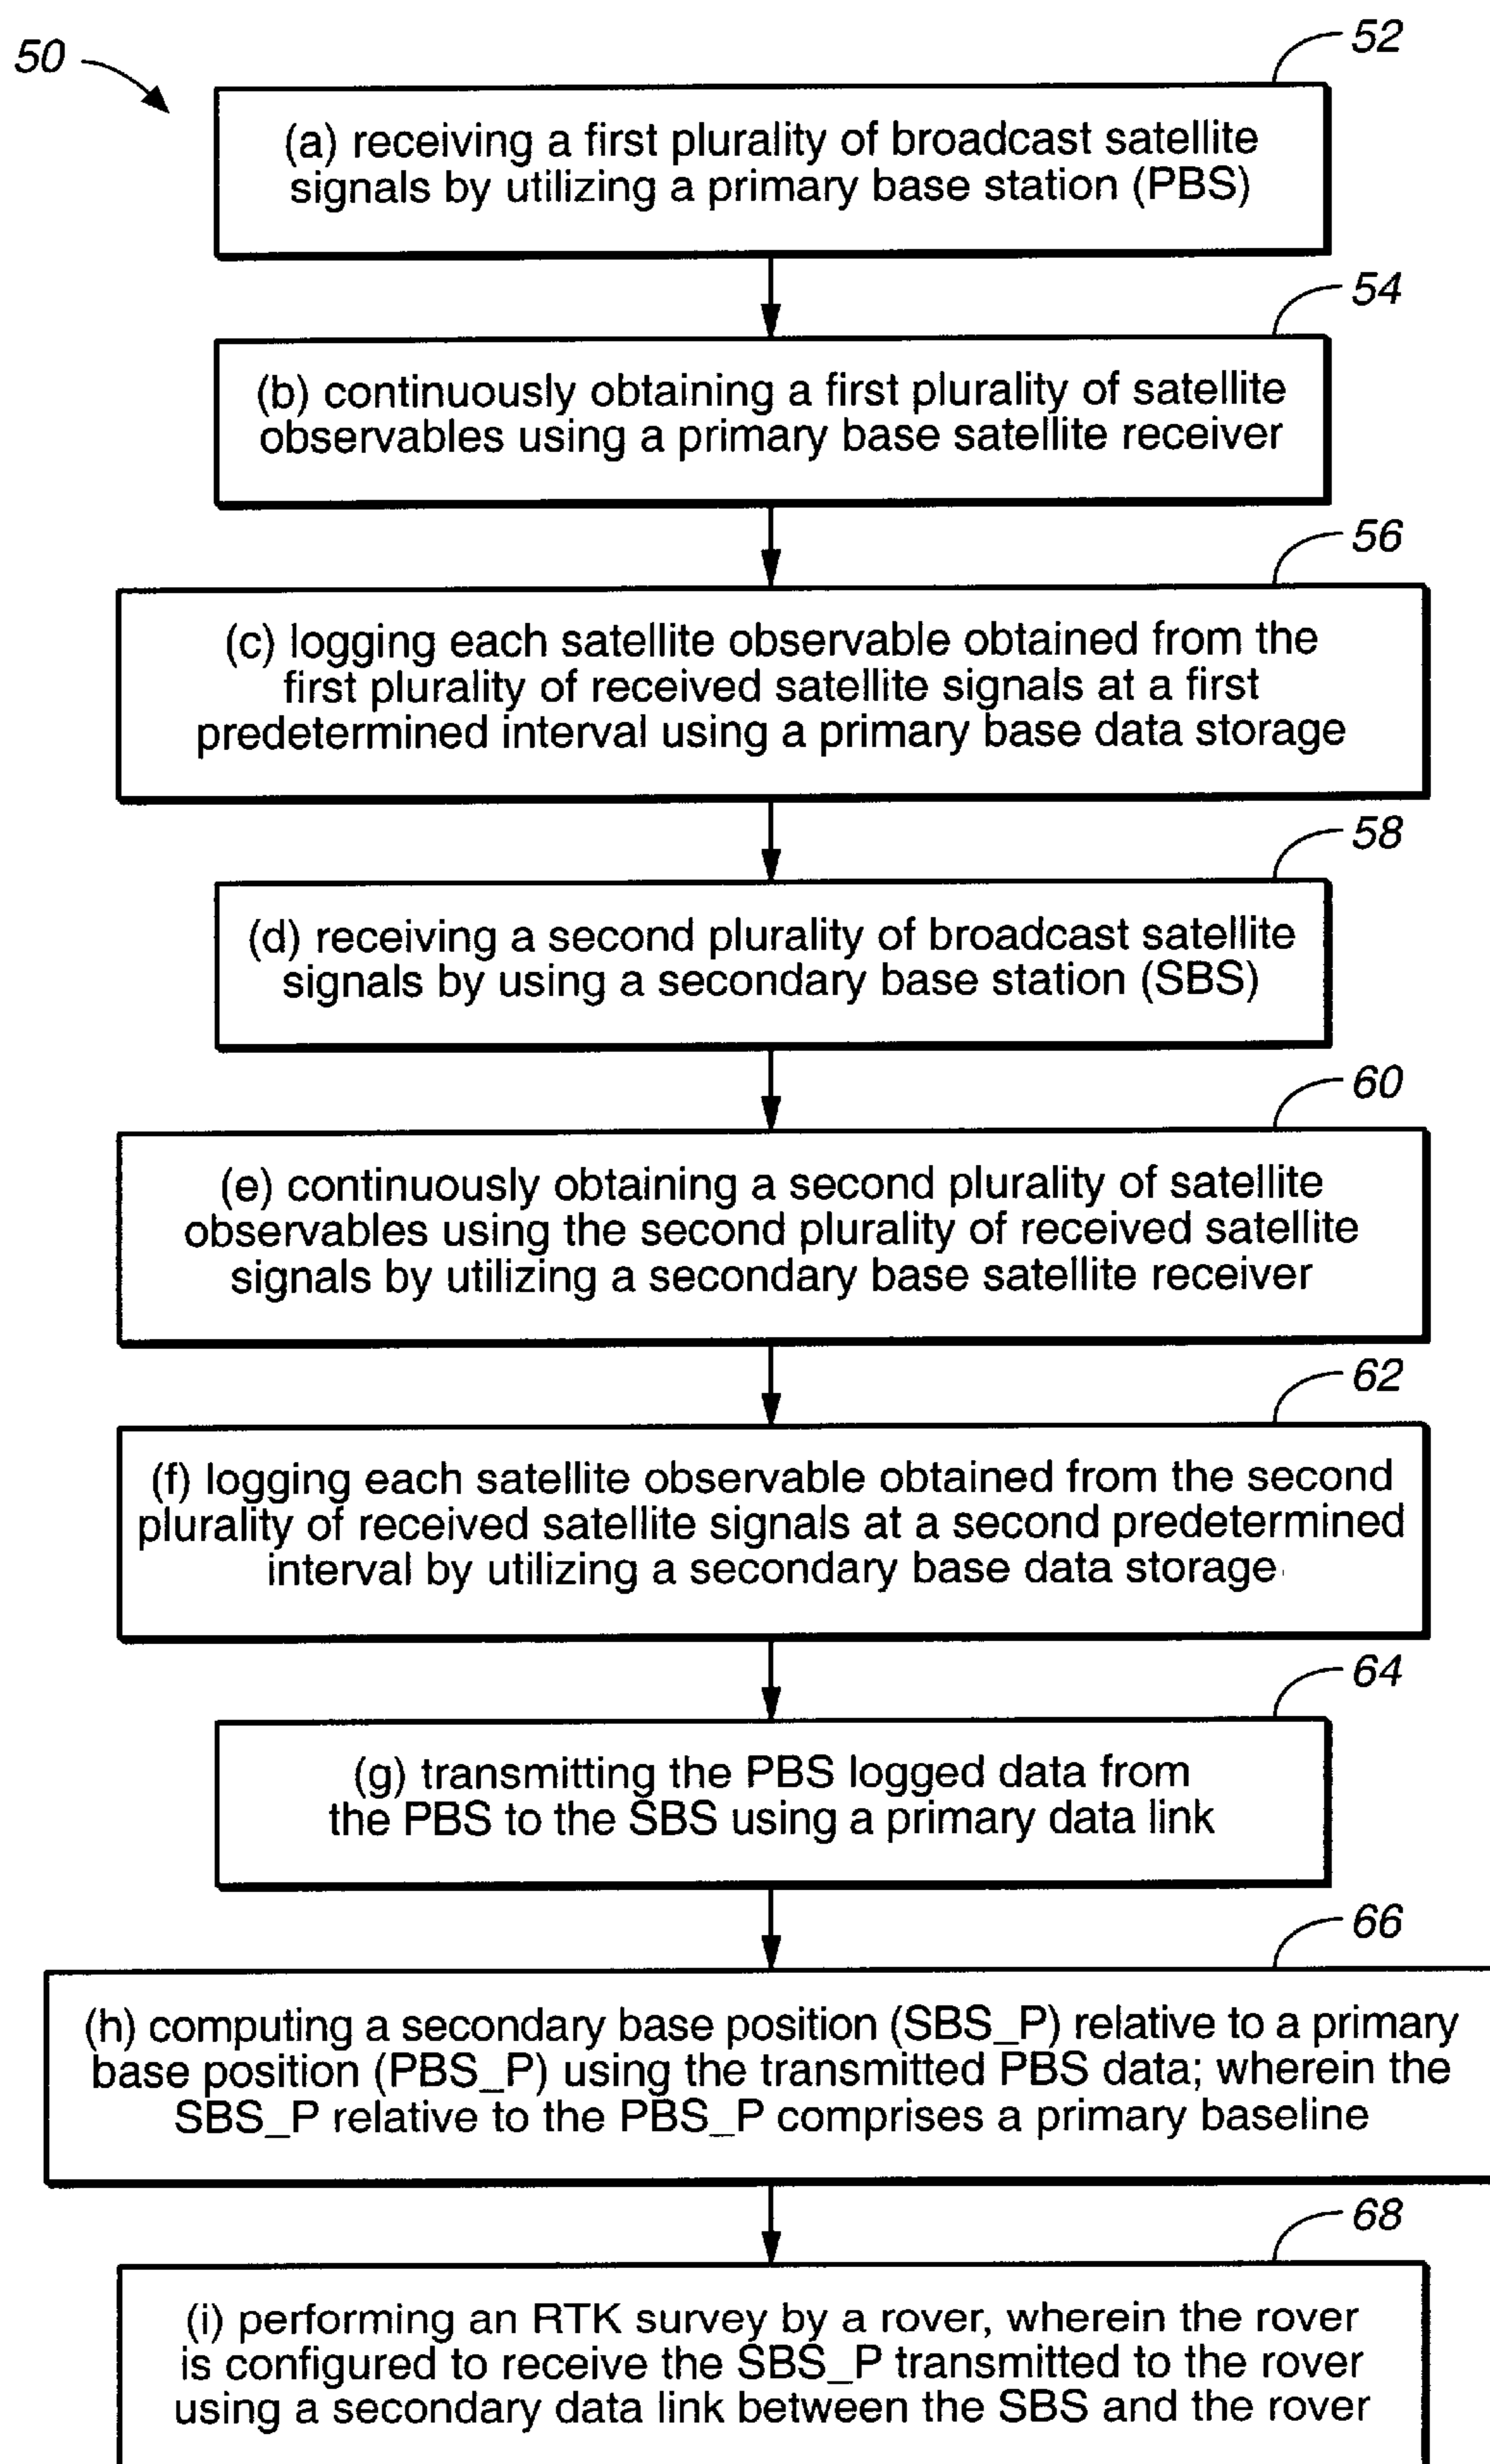 50
52
(a) receiving a first plurality of broadcast satellite
signals by utilizing a primary base station (PBS)
54
(b) continuously obtaining a first plurality of satellite
observables using a primary base satellite receiver
56
(c) logging each satellite observable obtained from the
first plurality of received satellite signals at a first
predetermined interval using a primary base data storage
58
(d) receiving a second plurality of broadcast satellite
signals by using a secondary base station (SBS)
60
(e) continuously obtaining a second plurality of satellite
observables using the second plurality of received satellite
signals by utilizing a secondary base satellite receiver
62
(f) logging each satellite observable obtained from the second
plurality of received satellite signals at a second predetermined
interval by utilizing a secondary base data storage
64
(g) transmitting the PBS logged data from
the PBS to the SBS using a primary data link
66
(h) computing a secondary base position (SBS_P) relative to a primary
base position (PBS_P) using the transmitted PBS data; wherein the
SBS_P relative to the PBS_P comprises a primary baseline
68
(i) performing an RTK survey by a rover, wherein the rover
is configured to receive the SBS_P transmitted to the rover
using a secondary data link between the SBS and the rover